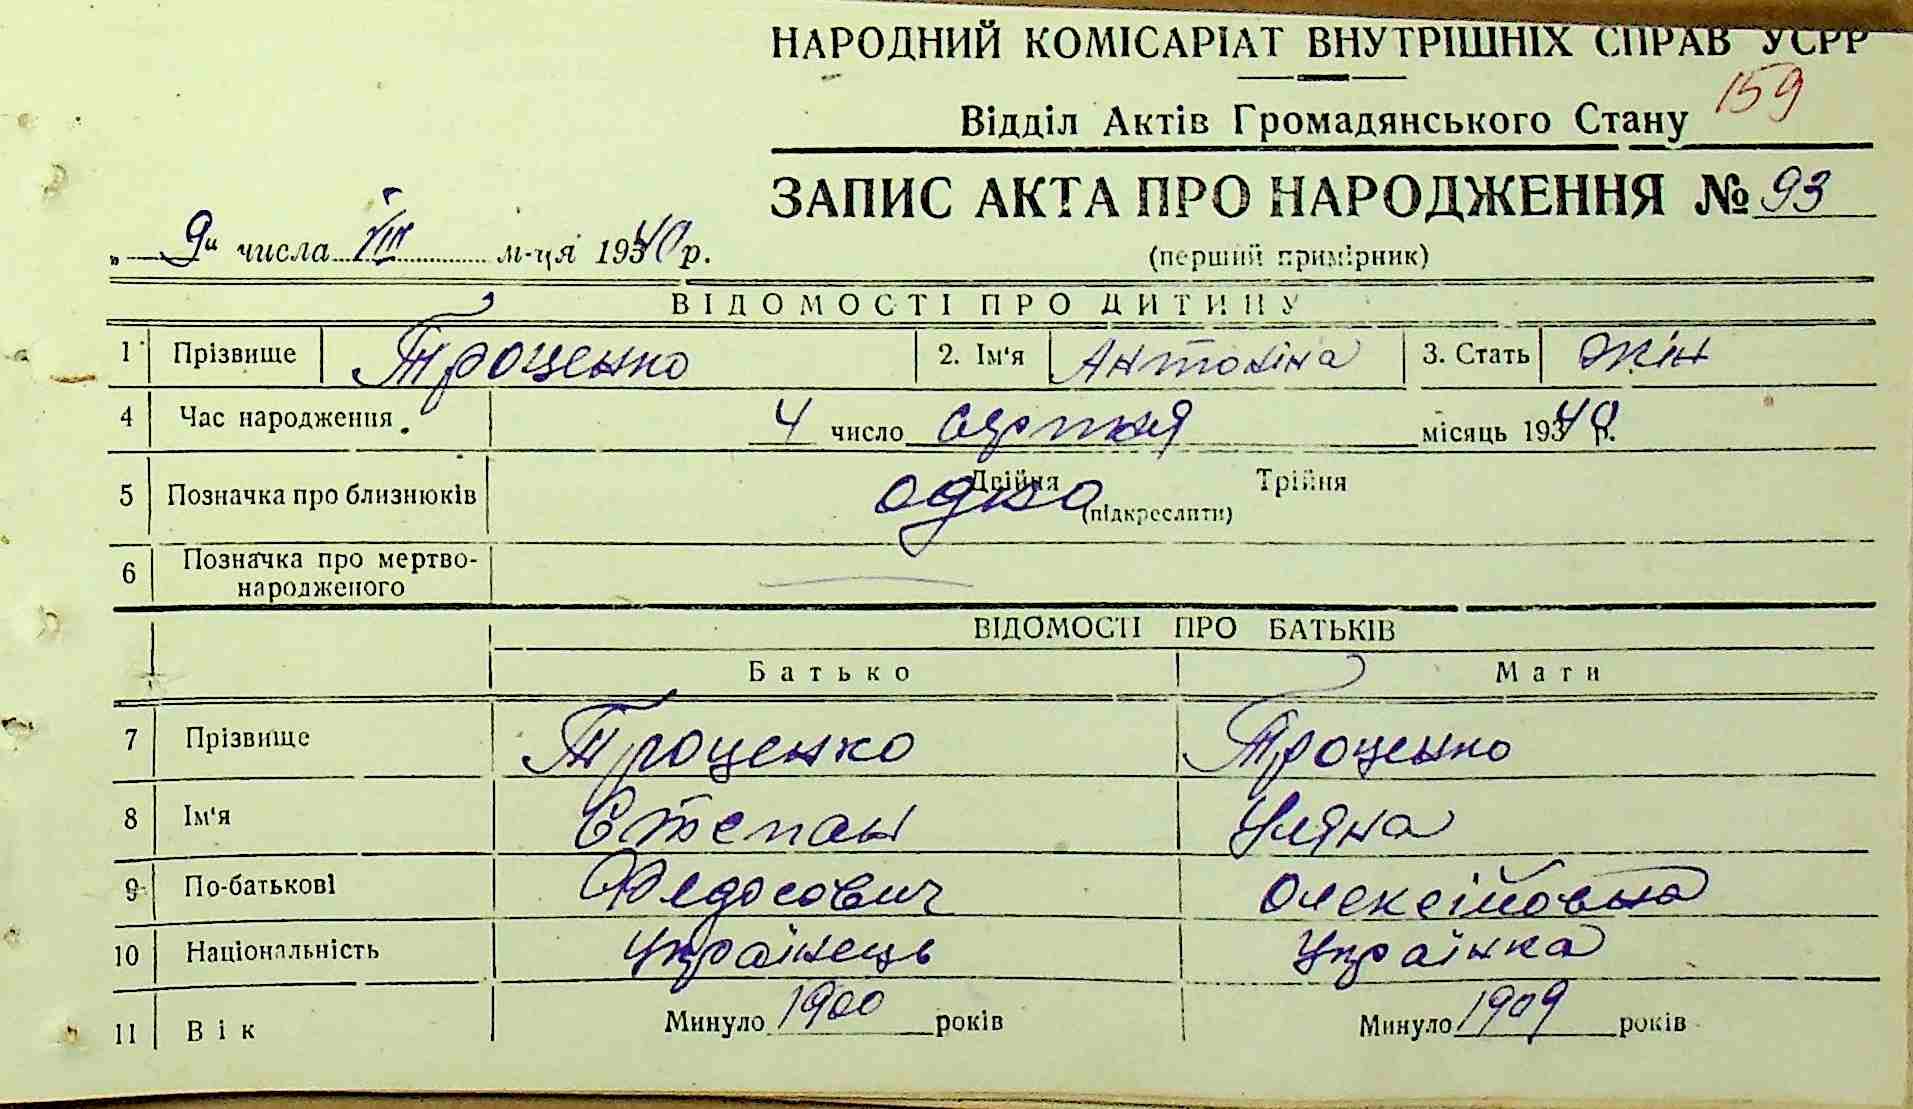 НАРОДНИЙ КОМІСАРІАТ ВНУТРІШНІХ СПРАВ УСРР
159
Відділ Актів Громадянського Стану
ЗАПИС АКТА ПРО НАРОДЖЕННЯ № 93
(перший примірник)
„ 9 “ числа VIII м-ця 1940 р.
ВІДОМОСТІ ПРО ДИТИНУ
1 Прізвище Троценко 2. Ім'я Антоніна 3. Стать жін
4 Час народження 4 число серпня місяць 1940 р.
5 Позначка про близнюків одно Двійня Трійня
(підкреслити)
6 Позначка про мертво-
народженого
ВІДОМОСТІ ПРО БАТЬКІВ
Батько Мати
7 Прізвище Троценко Троценко
8 Ім'я Степан Уляна
9 По-батькові Федосович Олексійовна
10 Національність Українець Українка
11 Вік Минуло 1900 років Минуло 1909 років